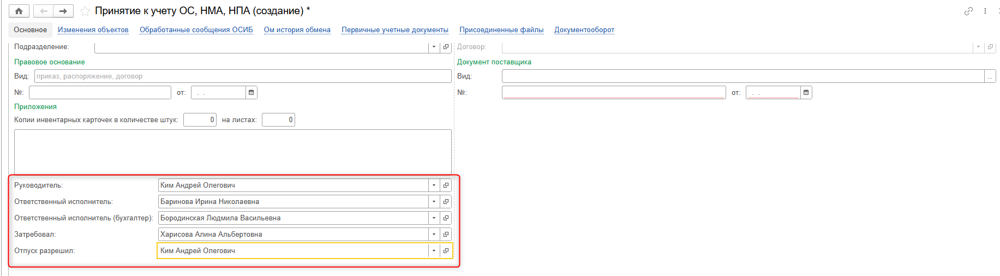 Принятие к учету ОС, НМА, НПА (создание) *
Основное Изменения объектов Обработанные сообщения ОСИБ Ом история обмена Первичные учетные документы Присоединенные файлы Документооборот
Подразделение: Договор:
Правовое основание Документ поставщика
Вид: приказ, распоряжение, договор Вид: ...
№: от: . . №: от: . .
Приложения
Копии инвентарных карточек в количестве штук: 0 на листах: 0
Руководитель: Ким Андрей Олегович
Ответственный исполнитель: Баринова Ирина Николаевна
Ответственный исполнитель (бухгалтер): Бородинская Людмила Васильевна
Затребовал: Харисова Алина Альбертовна
Отпуск разрешил: Ким Андрей Олегович